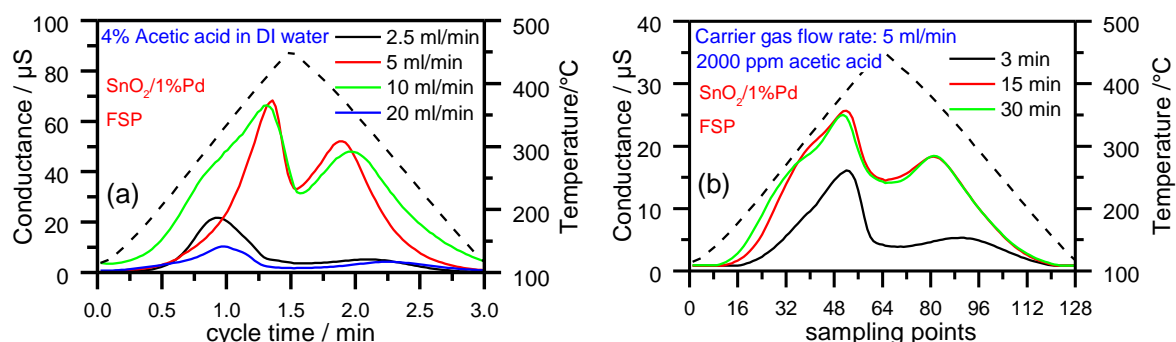 100
500
4% Acetic acid in DI water
2.5 ml/min
5 ml/min
10 ml/min
20 ml/min
SnO2/1%Pd
FSP
80
60
40
20
0
400
300
200
100
(a)
Conductance / µS
Temperature/°C
0.0 0.5 1.0 1.5 2.0 2.5 3.0
cycle time / min
40
500
Carrier gas flow rate: 5 ml/min
2000 ppm acetic acid
3 min
15 min
30 min
SnO2/1%Pd
FSP
30
20
10
0
400
300
200
100
(b)
Conductance / µS
Temperature /°C
0 16 32 48 64 80 96 112 128
sampling points